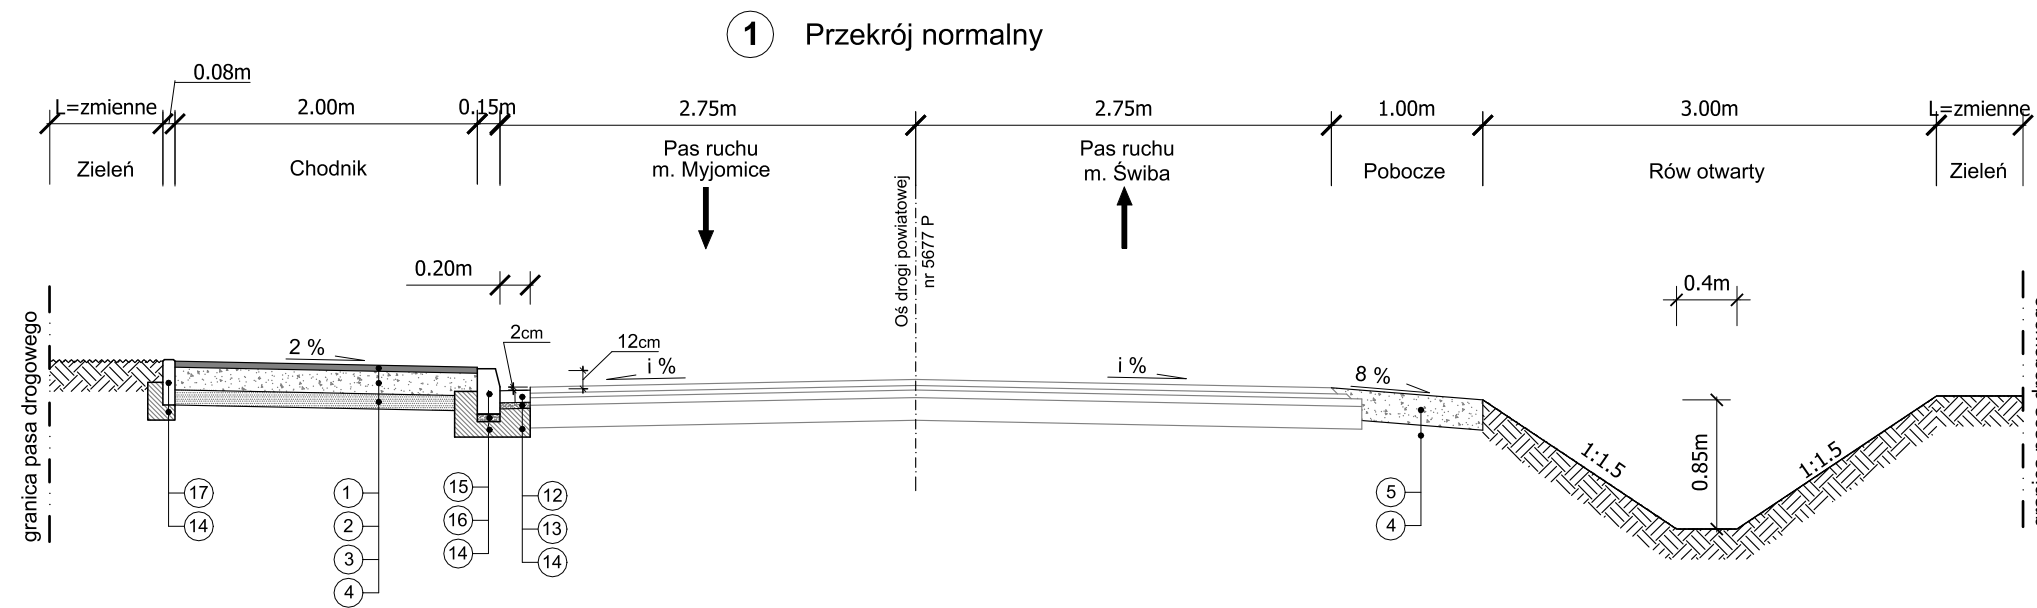 1 Przekrój normalny
0.08m
L=zmienne
2.00m
0.15m
2.75m
2.75m
1.00m
3.00m
L=zmienne
Zieleń
Chodnik
Pas ruchu
m. Myjomice
Pas ruchu
m. Świba
Pobocze
Rów otwarty
Zieleń
Oś drogi powiatowej
nr 5677 P
0.20m
0.4m
granica pasa drogowego
2 %
2cm
12cm
i %
i %
8 %
1:1.5
0.85m
1:1.5
17
14
1
2
3
4
15
16
14
12
13
14
5
4